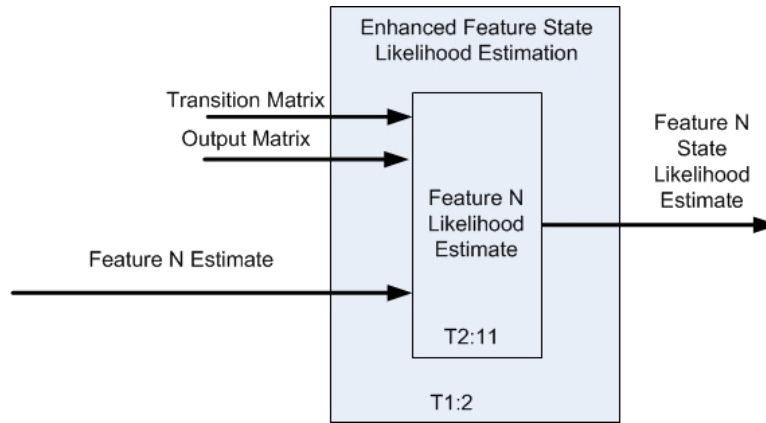 Enhanced Feature State
Likelihood Estimation
Transition Matrix
Output Matrix
Feature N Estimate
Feature N
Likelihood
Estimate
T2:11
T1:2
Feature N
State
Likelihood
Estimate